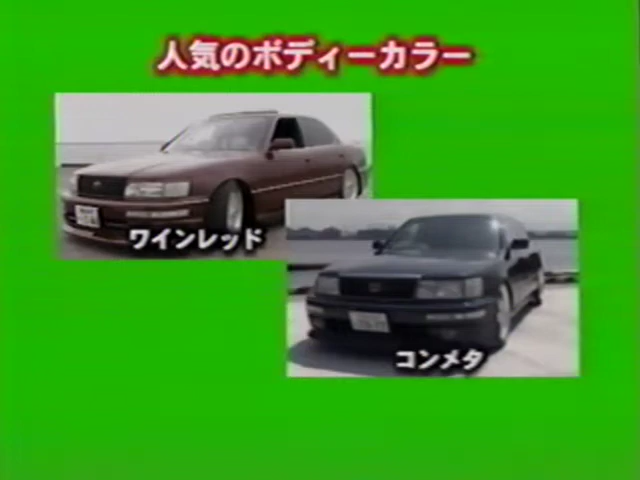 人気のボディーカラー
ワインレッド
コンメタ